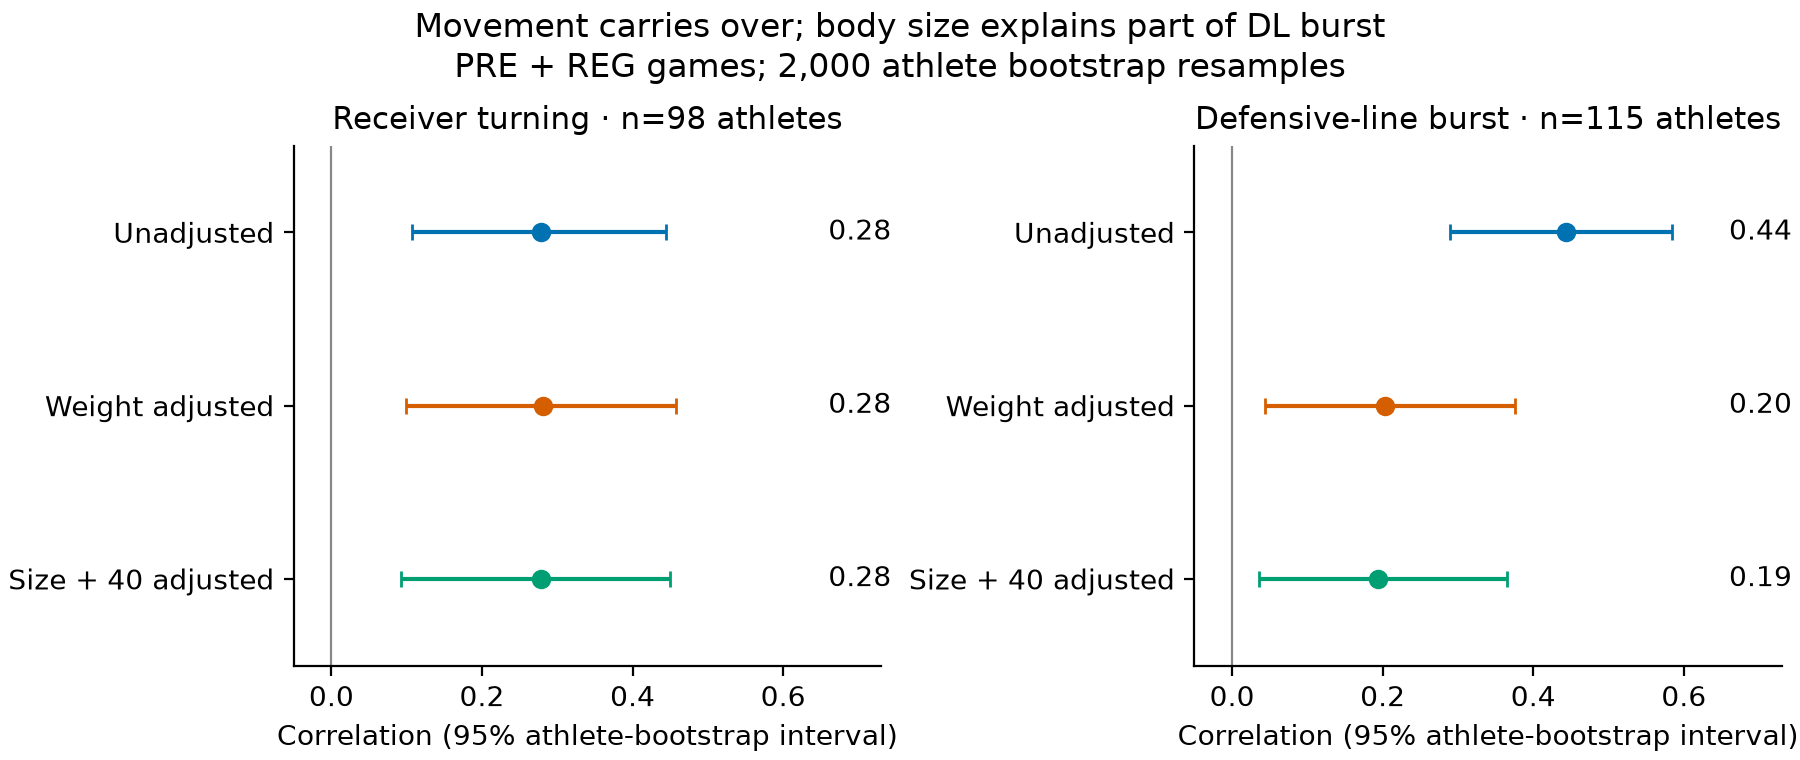 Movement carries over; body size explains part of DL burst
PRE + REG games; 2,000 athlete bootstrap resamples
Receiver turning · n=98 athletes
Unadjusted
0.28
Weight adjusted
0.28
Size + 40 adjusted
0.28
0.0 0.2 0.4 0.6
Correlation (95% athlete-bootstrap interval)
Defensive-line burst · n=115 athletes
Unadjusted
0.44
Weight adjusted
0.20
Size + 40 adjusted
0.19
0.0 0.2 0.4 0.6
Correlation (95% athlete-bootstrap interval)